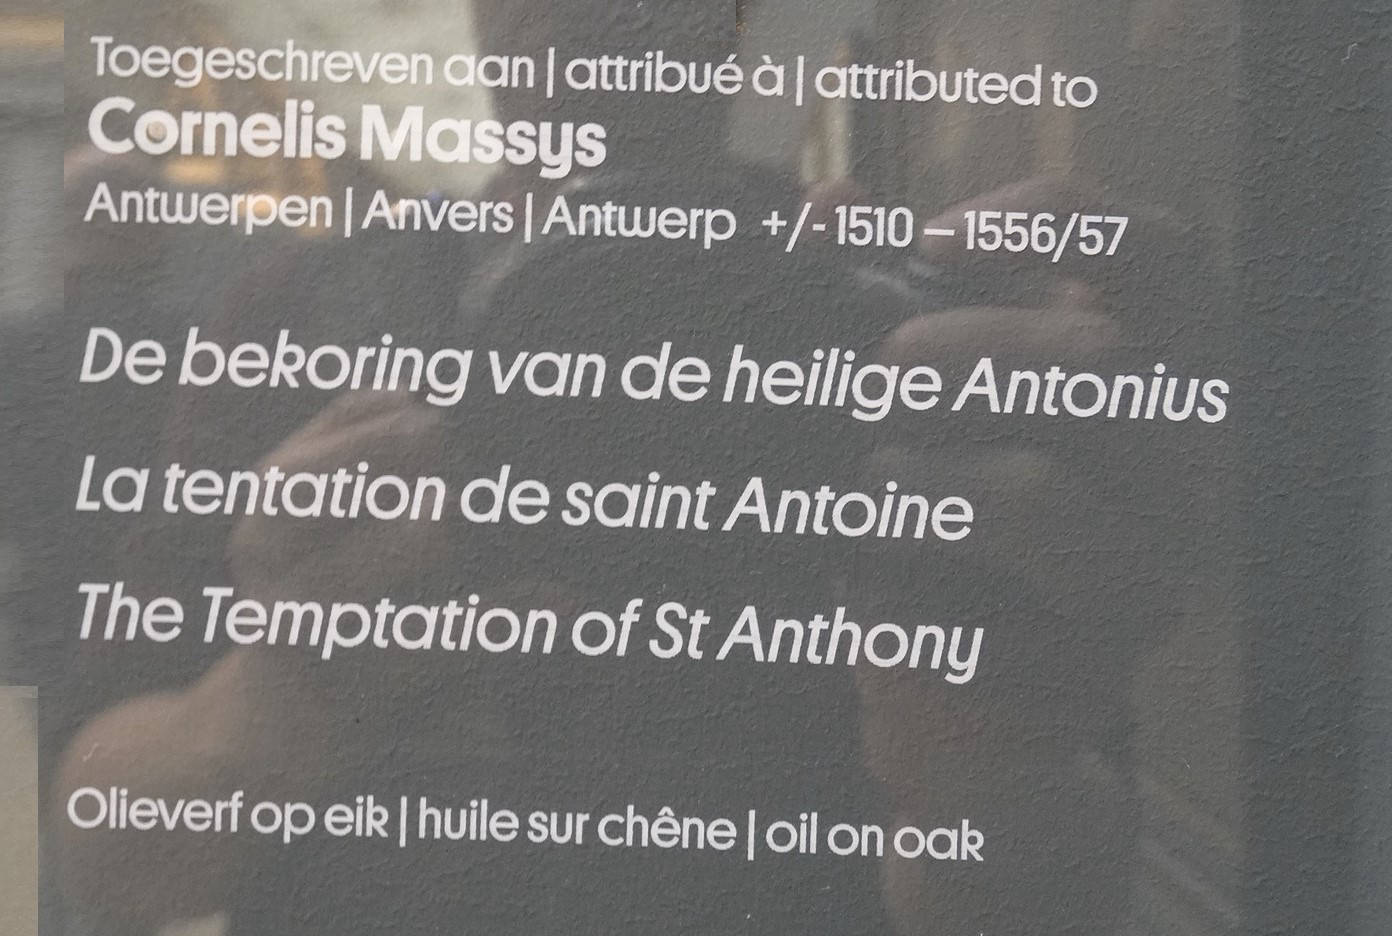 Toegeschreven aan | attribué à | attributed to
Cornelis Massys
Antwerpen | Anvers | Antwerp +/- 1510 – 1556/57
De bekoring van de heilige Antonius
La tentation de saint Antoine
The Temptation of St Anthony
Olieverf op eik | huile sur chêne | oil on oak